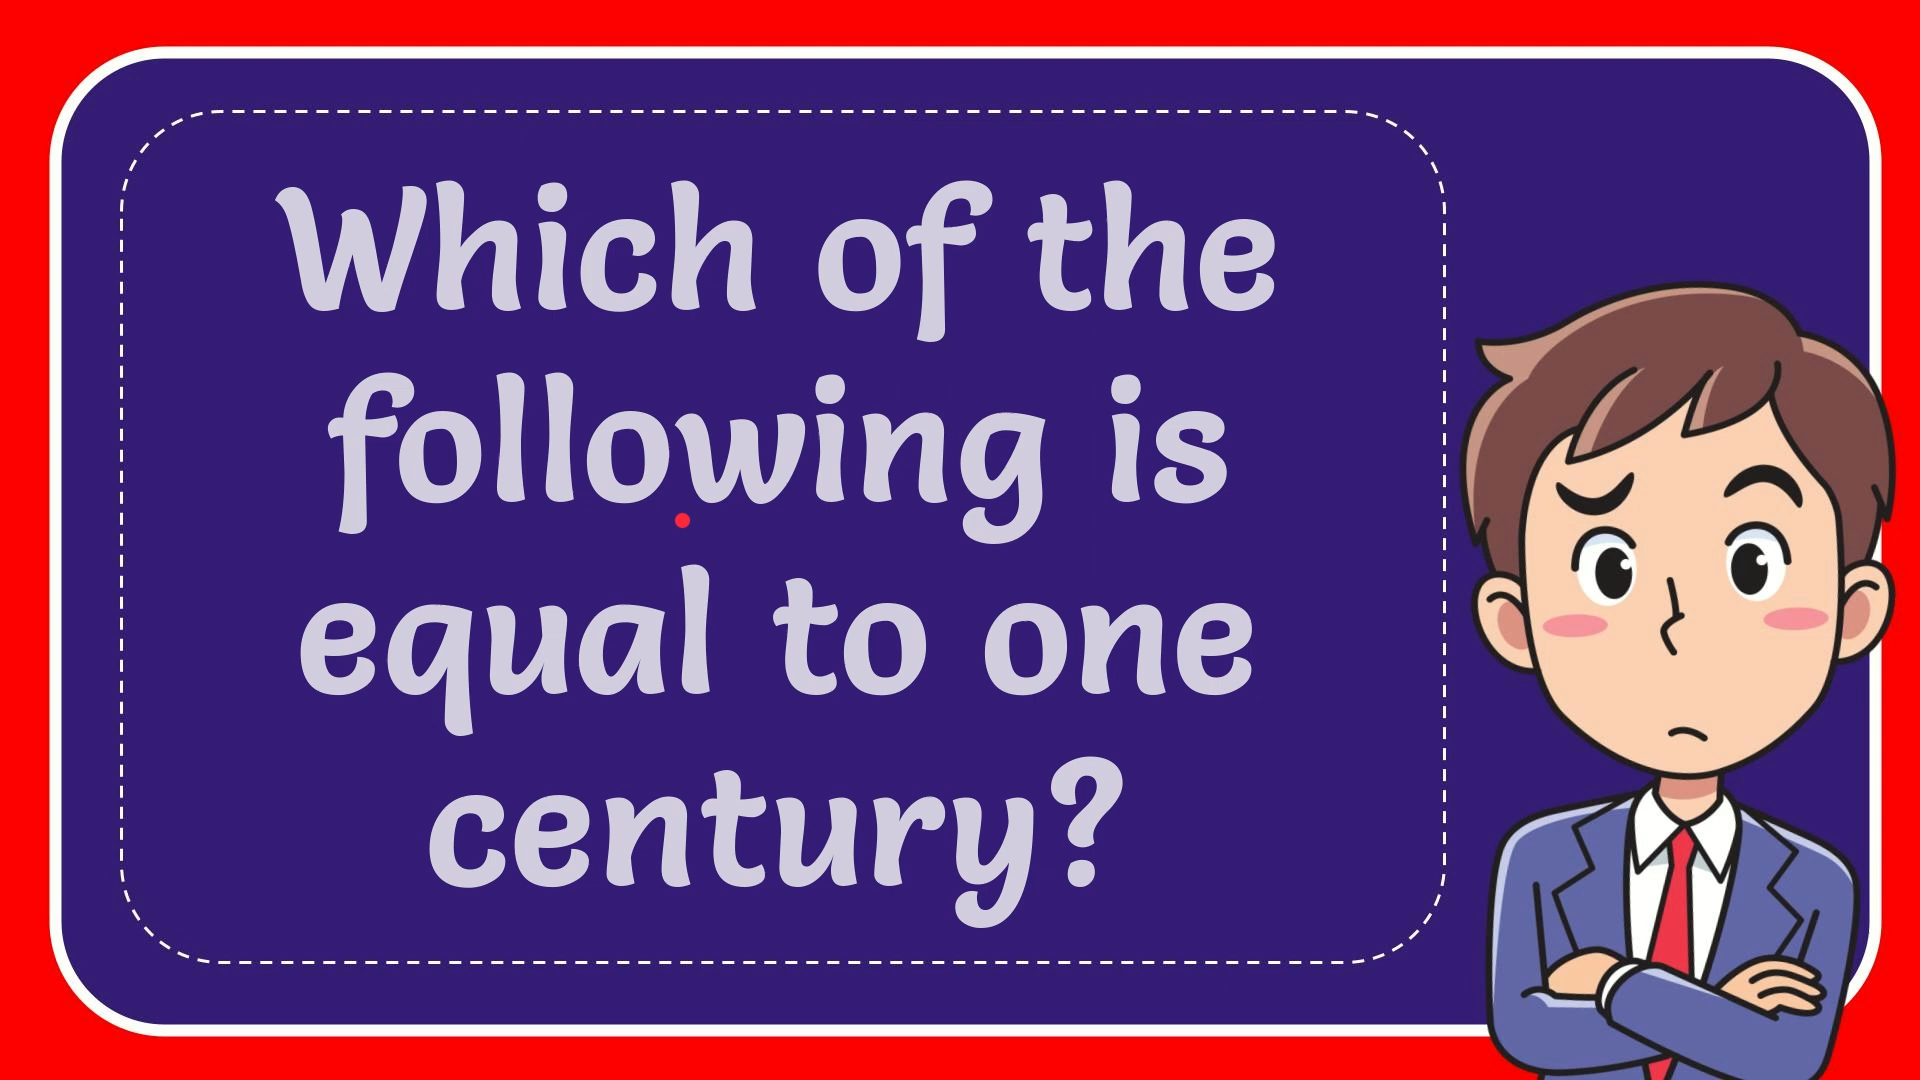 Which of the
following is
equal to one
century?